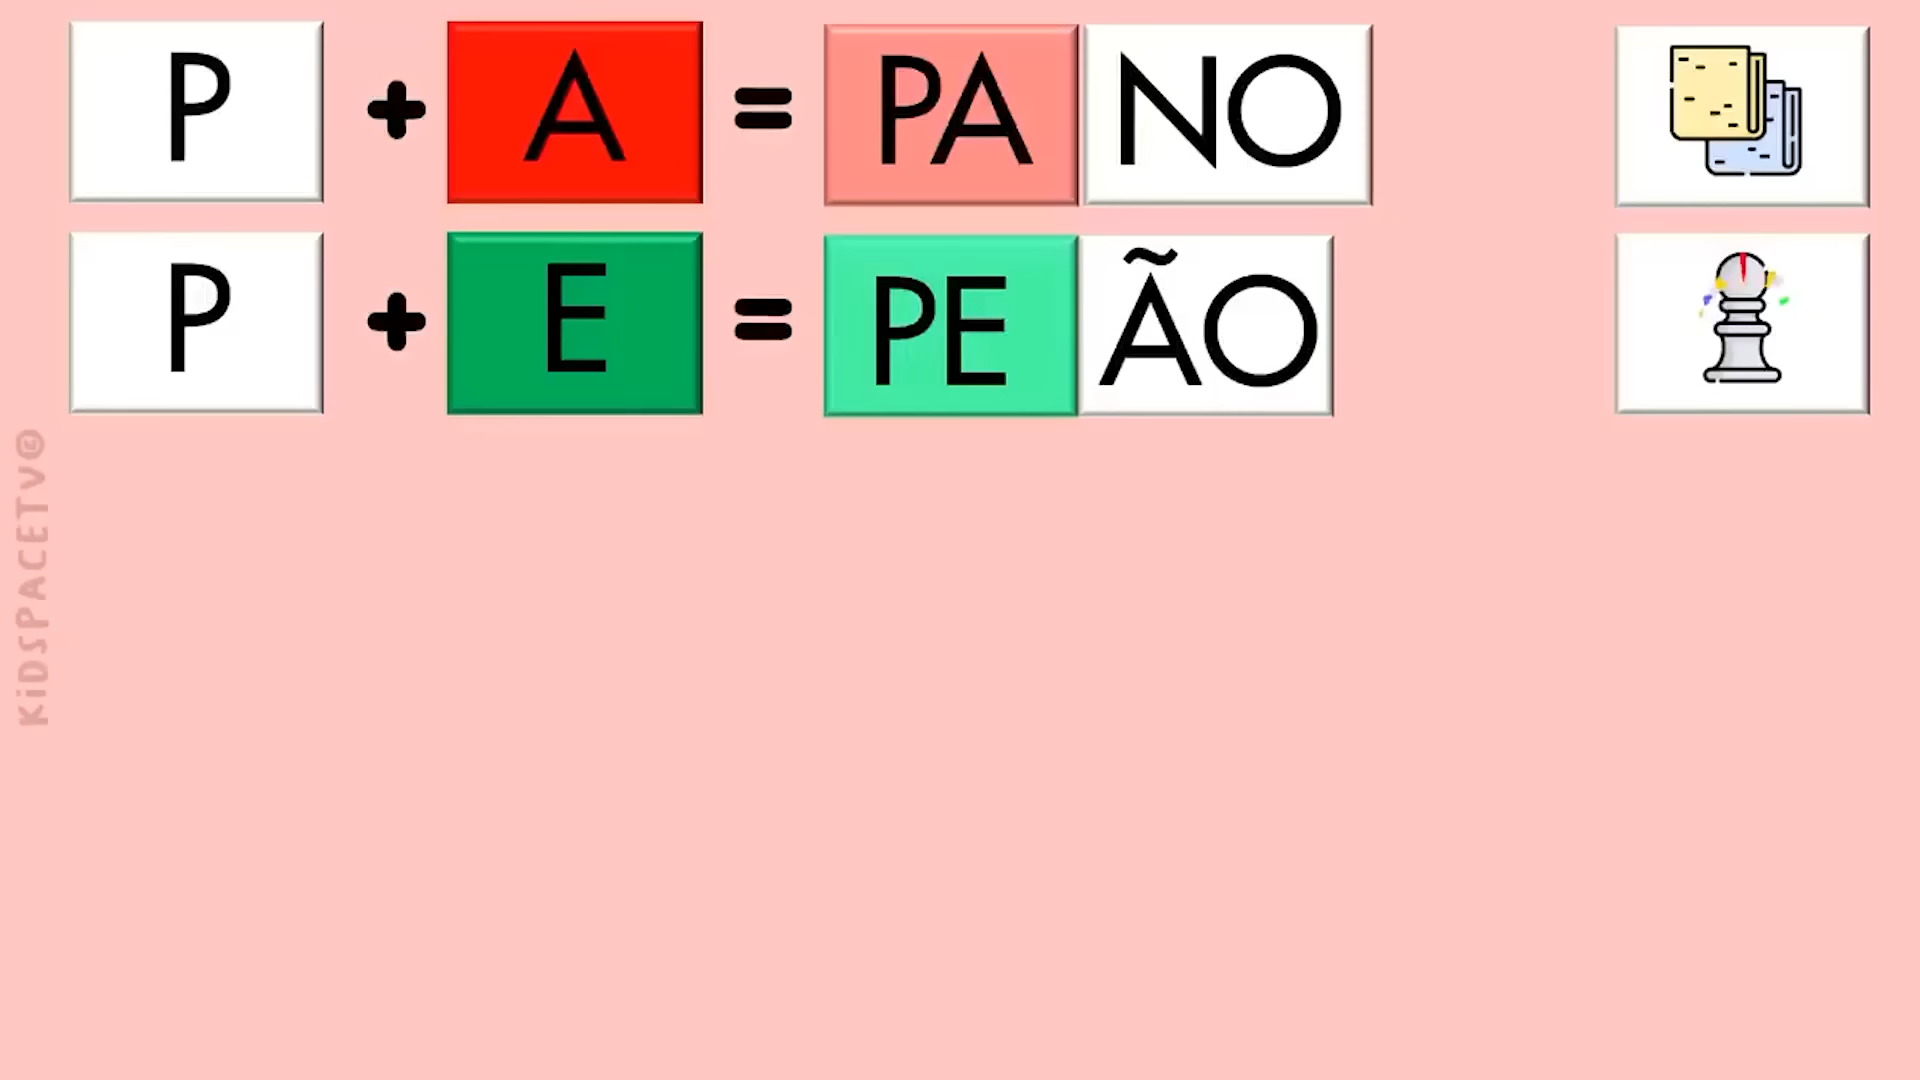 P + A = PA NO
P + E = PE ÃO
KiDSPACETV©